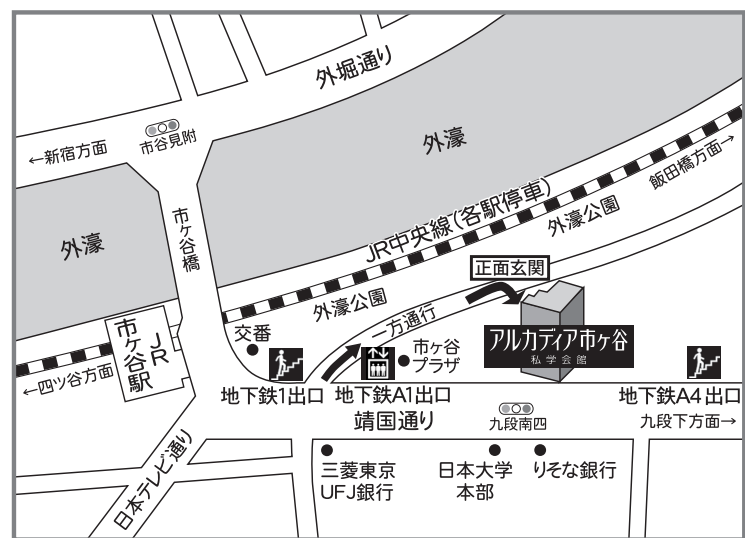 外堀通り
←新宿方面
市谷見附
外濠
飯田橋方面→
市ヶ谷橋
外濠
JR中央線(各駅停車)
外濠公園
正面玄関
外濠公園
一方通行
JR
市ヶ谷駅
交番
市ヶ谷
プラザ
アルカディア市ヶ谷
私学会館
←四ツ谷方面
地下鉄1出口
地下鉄A1出口
地下鉄A4出口
靖国通り
九段南四
九段下方面→
日本テレビ通り
三菱東京
UFJ銀行
日本大学
本部
りそな銀行